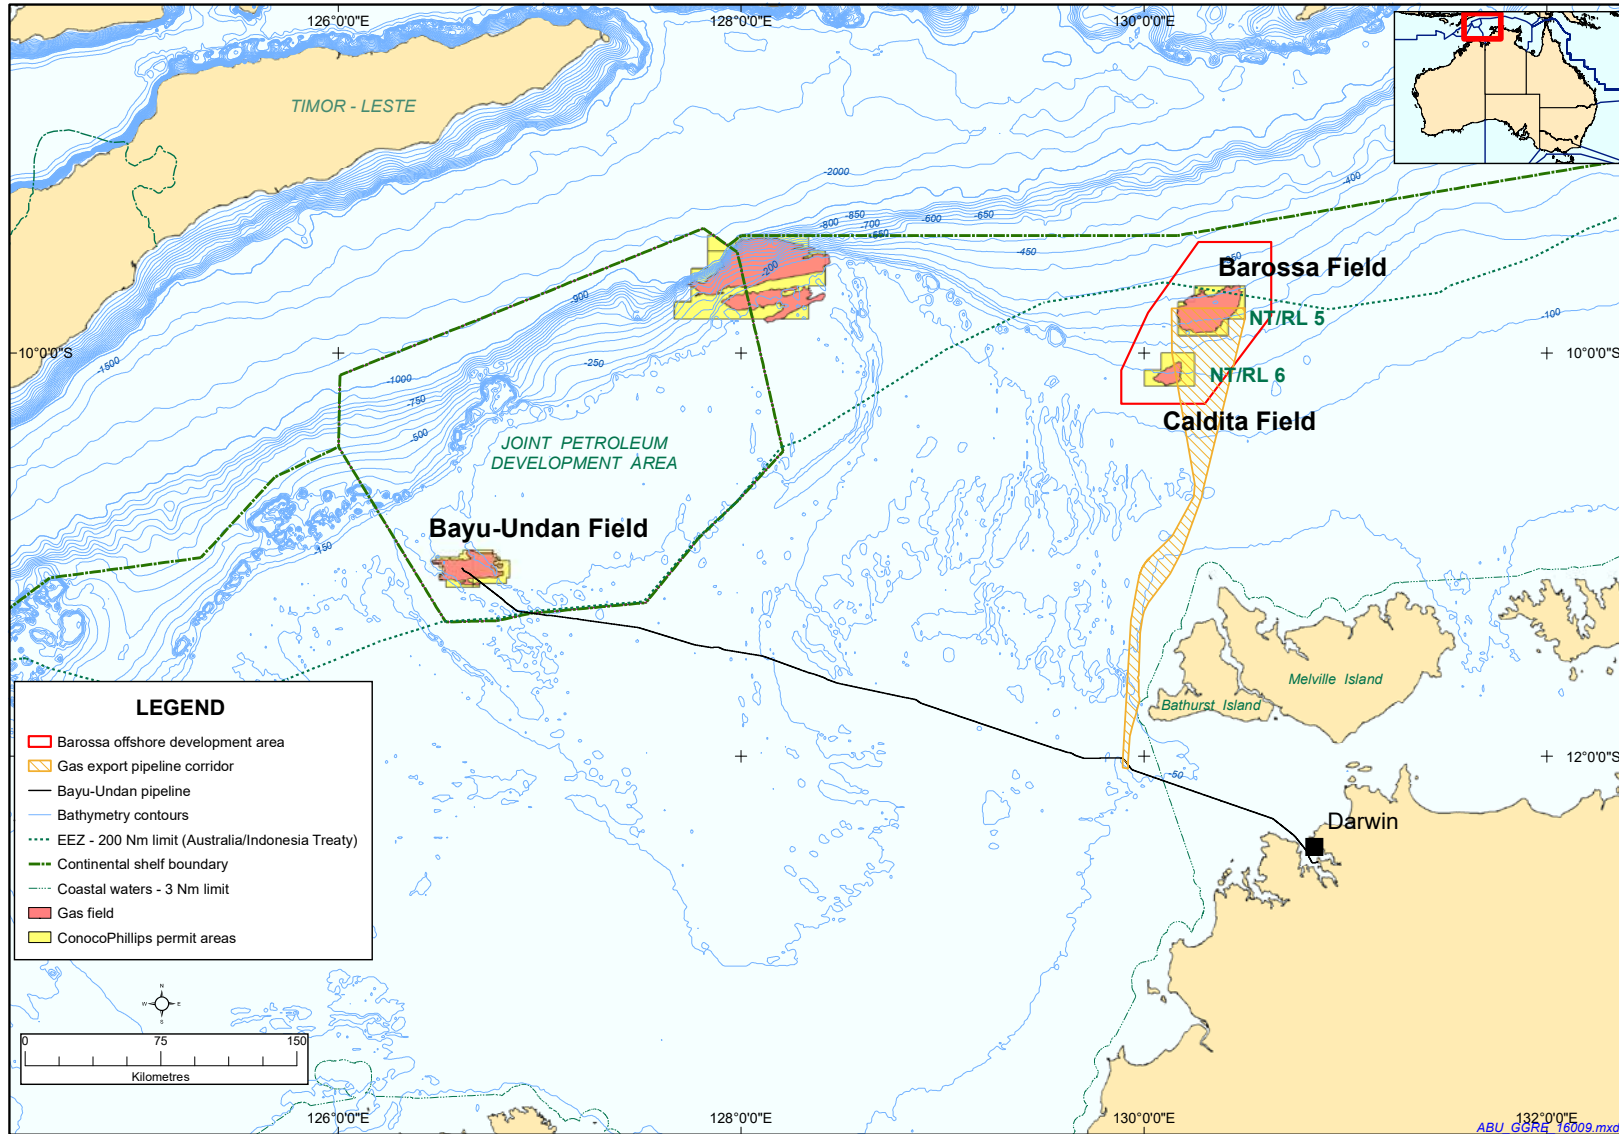 126°0'0"E
128°0'0"E
130°0'0"E
TIMOR - LESTE
-2000
-850
-800
-700
-550
-600
-650
-400
-450
-200
-900
-250
-250
-100
Barossa Field
NT/RL 5
10°0'0"S
10°0'0"S
-1500
-1000
-750
-500
NT/RL 6
Caldita Field
JOINT PETROLEUM
DEVELOPMENT AREA
Bayu-Undan Field
-150
Melville Island
Bathurst Island
LEGEND
Barossa offshore development area
Gas export pipeline corridor
Bayu-Undan pipeline
Bathymetry contours
EEZ - 200 Nm limit (Australia/Indonesia Treaty)
Continental shelf boundary
Coastal waters - 3 Nm limit
Gas field
ConocoPhillips permit areas
12°0'0"S
-50
Darwin
N
W
E
S
0
75
150
Kilometres
126°0'0"E
128°0'0"E
130°0'0"E
132°0'0"E
ABU_GGRE_16009.mxd